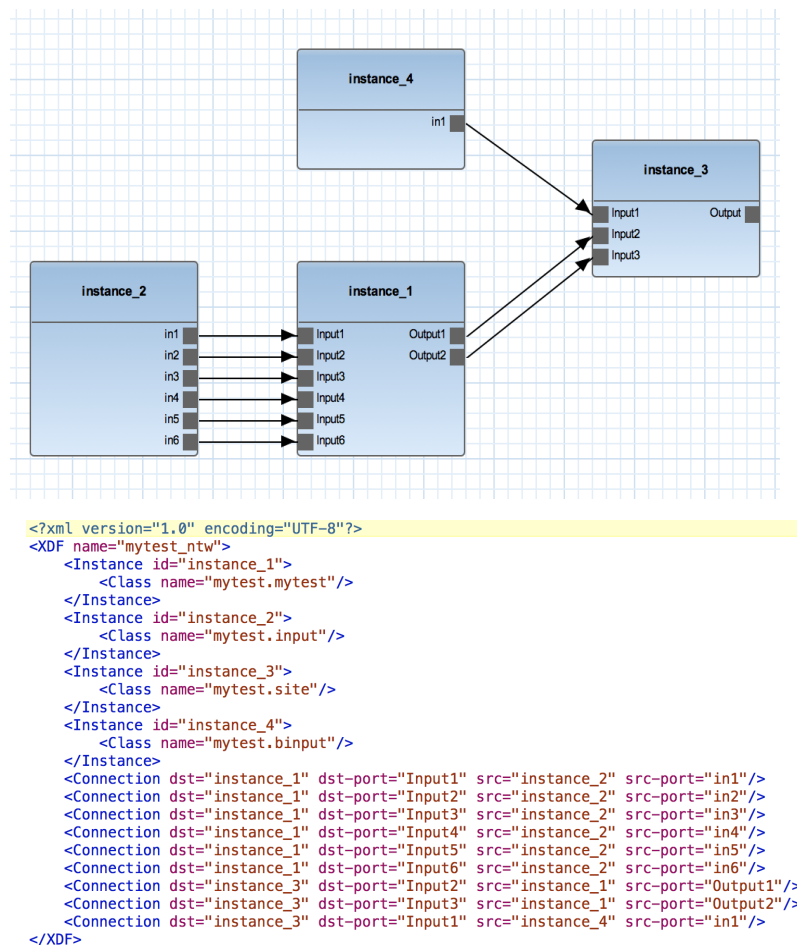 instance_4
in1
instance_3
Input1 Output
Input2
Input3
instance_2
in1
in2
in3
in4
in5
in6
instance_1
Input1 Output1
Input2 Output2
Input3
Input4
Input5
Input6
<?xml version="1.0" encoding="UTF-8"?>
<XDF name="mytest_ntw">
<Instance id="instance_1">
<Class name="mytest.mytest"/>
</Instance>
<Instance id="instance_2">
<Class name="mytest.input"/>
</Instance>
<Instance id="instance_3">
<Class name="mytest.site"/>
</Instance>
<Instance id="instance_4">
<Class name="mytest.binput"/>
</Instance>
<Connection dst="instance_1" dst-port="Input1" src="instance_2" src-port="in1"/>
<Connection dst="instance_1" dst-port="Input2" src="instance_2" src-port="in2"/>
<Connection dst="instance_1" dst-port="Input3" src="instance_2" src-port="in3"/>
<Connection dst="instance_1" dst-port="Input4" src="instance_2" src-port="in4"/>
<Connection dst="instance_1" dst-port="Input5" src="instance_2" src-port="in5"/>
<Connection dst="instance_1" dst-port="Input6" src="instance_2" src-port="in6"/>
<Connection dst="instance_3" dst-port="Input2" src="instance_1" src-port="Output1"/>
<Connection dst="instance_3" dst-port="Input3" src="instance_1" src-port="Output2"/>
<Connection dst="instance_3" dst-port="Input1" src="instance_4" src-port="in1"/>
</XDF>